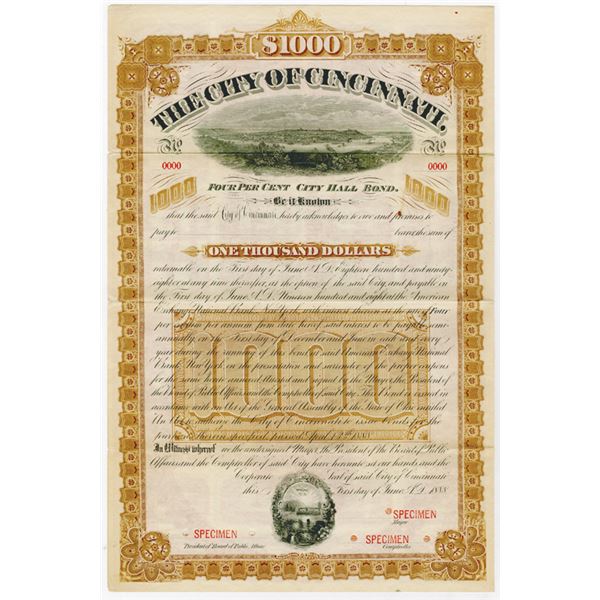 $1000
THE CITY OF CINCINNATI.
No
No
0000
0000
1000
1000
FOUR PER CENT CITY HALL BOND.
Be it Known
that the said City of Cincinnati, hereby acknowledges to owe and promises to
pay to bearer the sum of
ONE THOUSAND DOLLARS
redeemable on the First day of June A.D. Eighteen hundred and ninety-
eight or at any time thereafter, at the option of the said City, and payable on
the First day of June, A.D. Nineteen hundred and eight at the American
Exchange National Bank, New York, with interest thereon at Four
per centum per annum from date hereof said interest to be payable semi-
annually, on the First day of December and June in each and every
year during the running of this bond at said American Exchange National
Bank, New York on the presentation and surrender of the proper coupons
for the same hereto annexed Attested and signed by the Mayor, the President of
the Board of Public Affairs and the Comptroller of said City. Said Bond is issued in
accordance with an Act of the General Assembly of the State of Ohio entitled
An Act to authorize the City of Cincinnati to issue bonds for the
purposes therein specified, passed April
1000
In Witness whereof we the undersigned Mayor, the President of the Board of Public
Affairs and the Comptroller of said City have hereunto set our hands and the
Corporate Seal of said City of Cincinnati
this First day of June A.D. 1888
SPECIMEN
Mayor
SPECIMEN
SPECIMEN
President of Board of Public Affairs
Comptroller